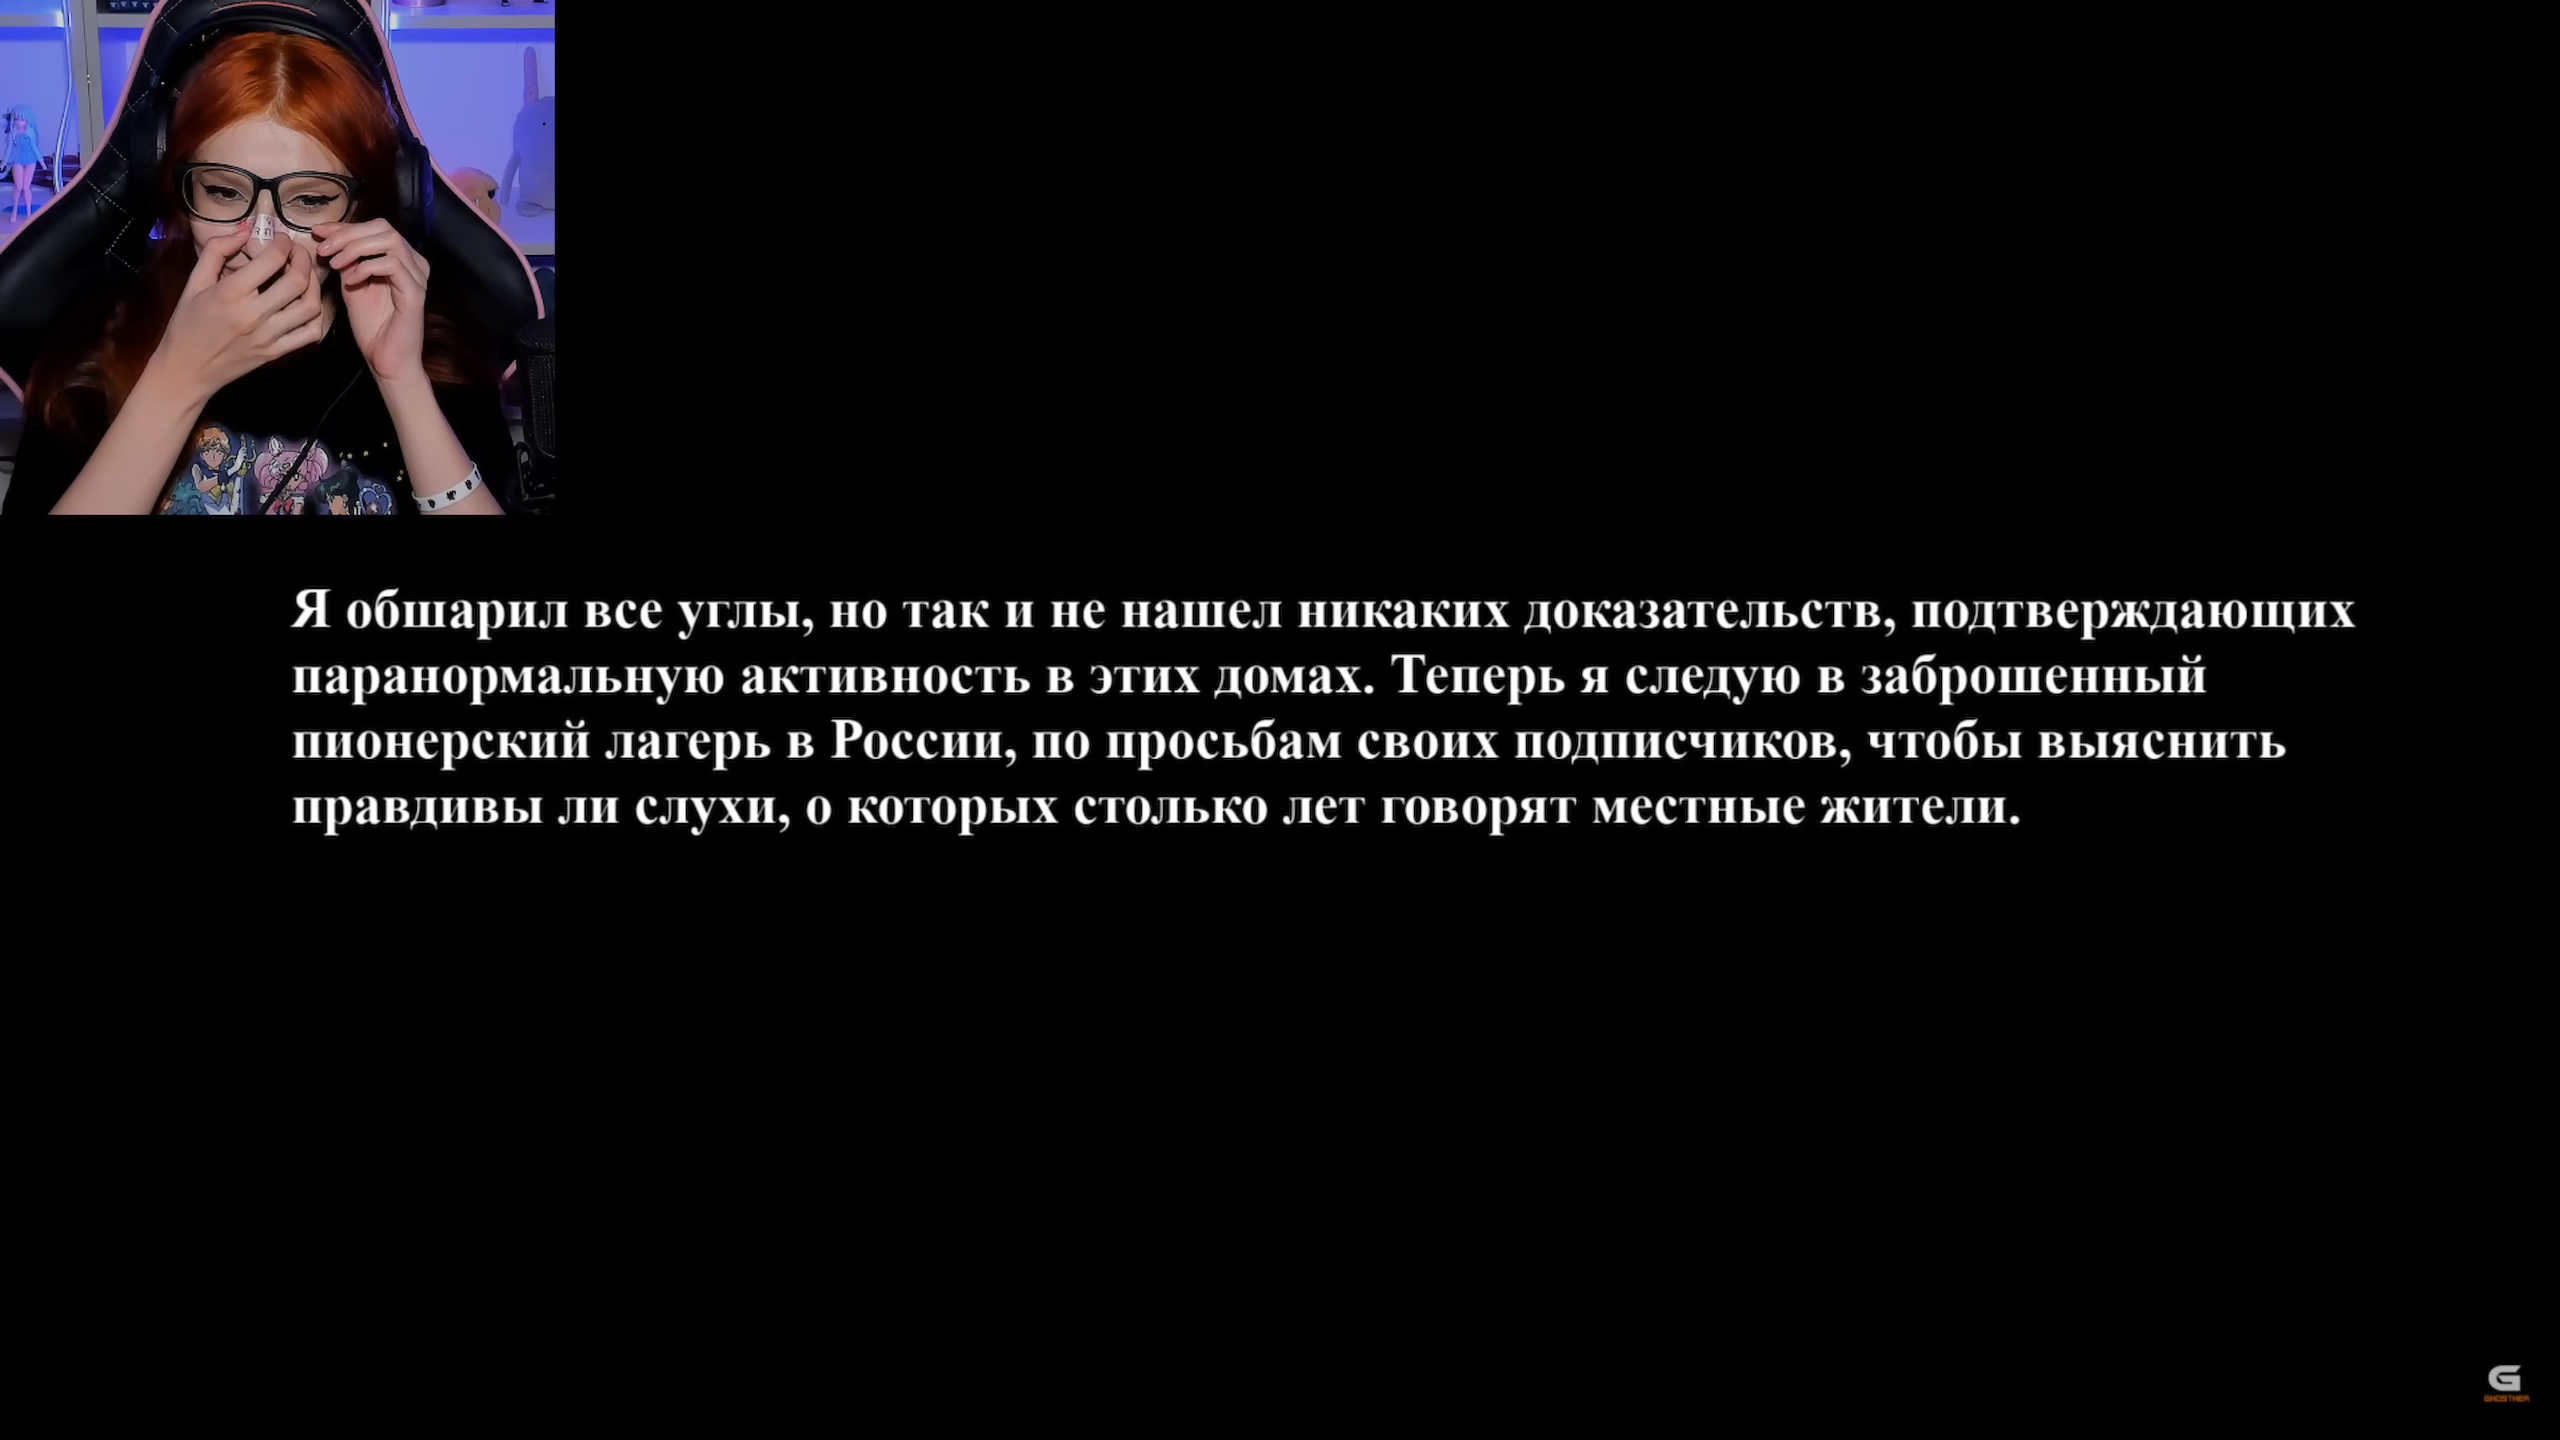 Я обшарил все углы, но так и не нашел никаких доказательств, подтверждающих
паранормальную активность в этих домах. Теперь я следую в заброшенный
пионерский лагерь в России, по просьбам своих подписчиков, чтобы выяснить
правдивы ли слухи, о которых столько лет говорят местные жители.
G
GHOSTHER